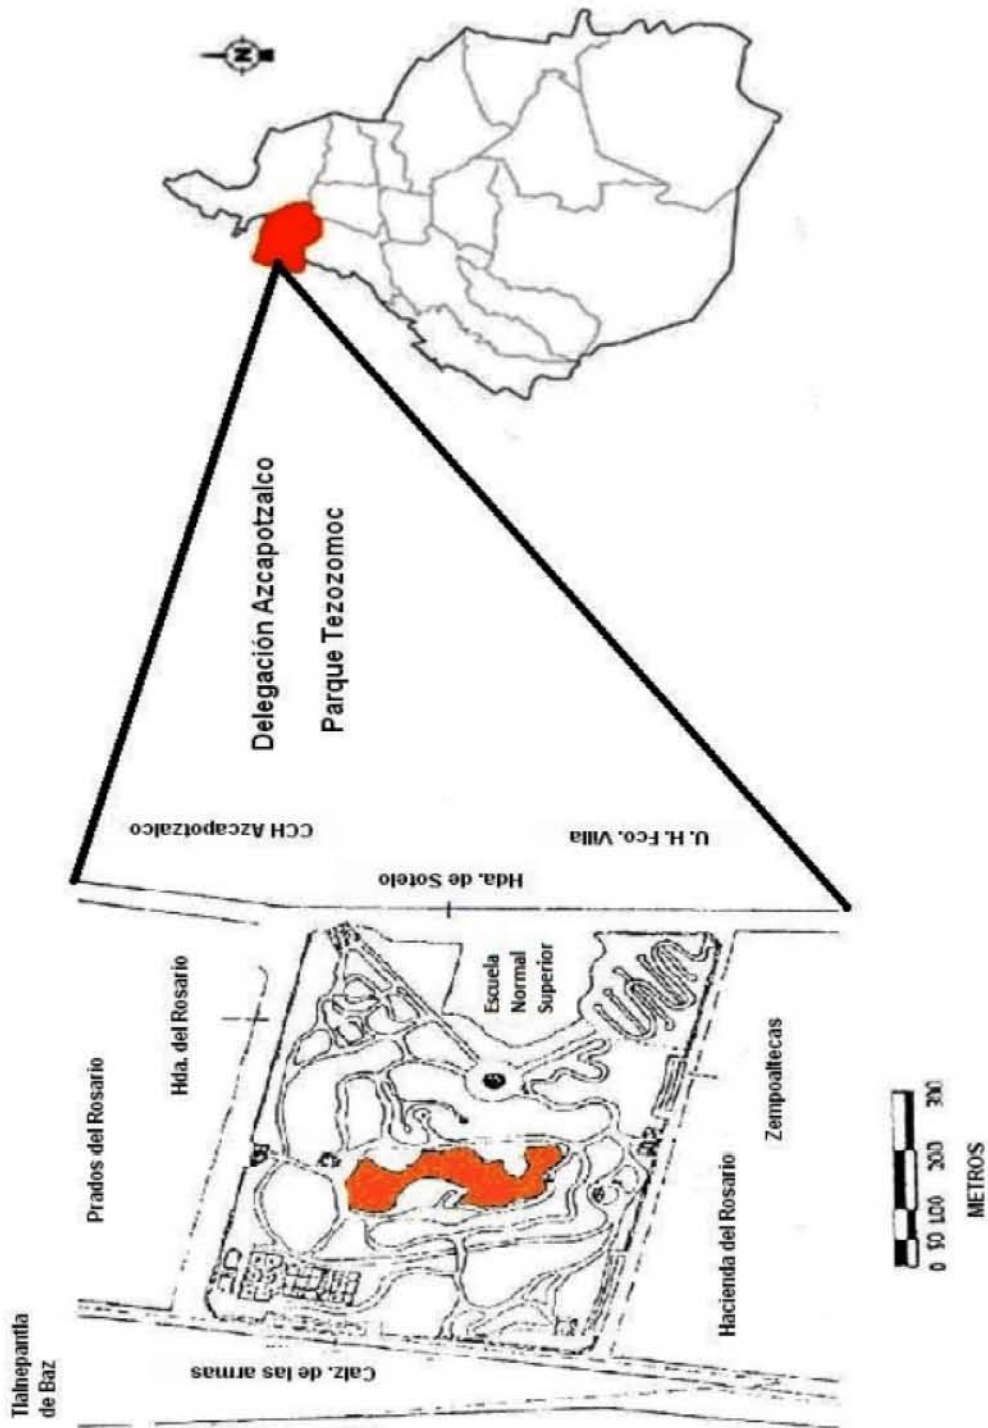 N
Delegación Azcapotzalco
Parque Tezozomoc
CCH Azcapotzalco
U. H. Fco. Villa
Hda. de Sotelo
Tlalnepantla
de Baz
Prados del Rosario
Hda. del Rosario
Escuela
Normal
Superior
Calz. de las armas
Hacienda del Rosario
Zempoaltecas
0 50 100 200 300
METROS